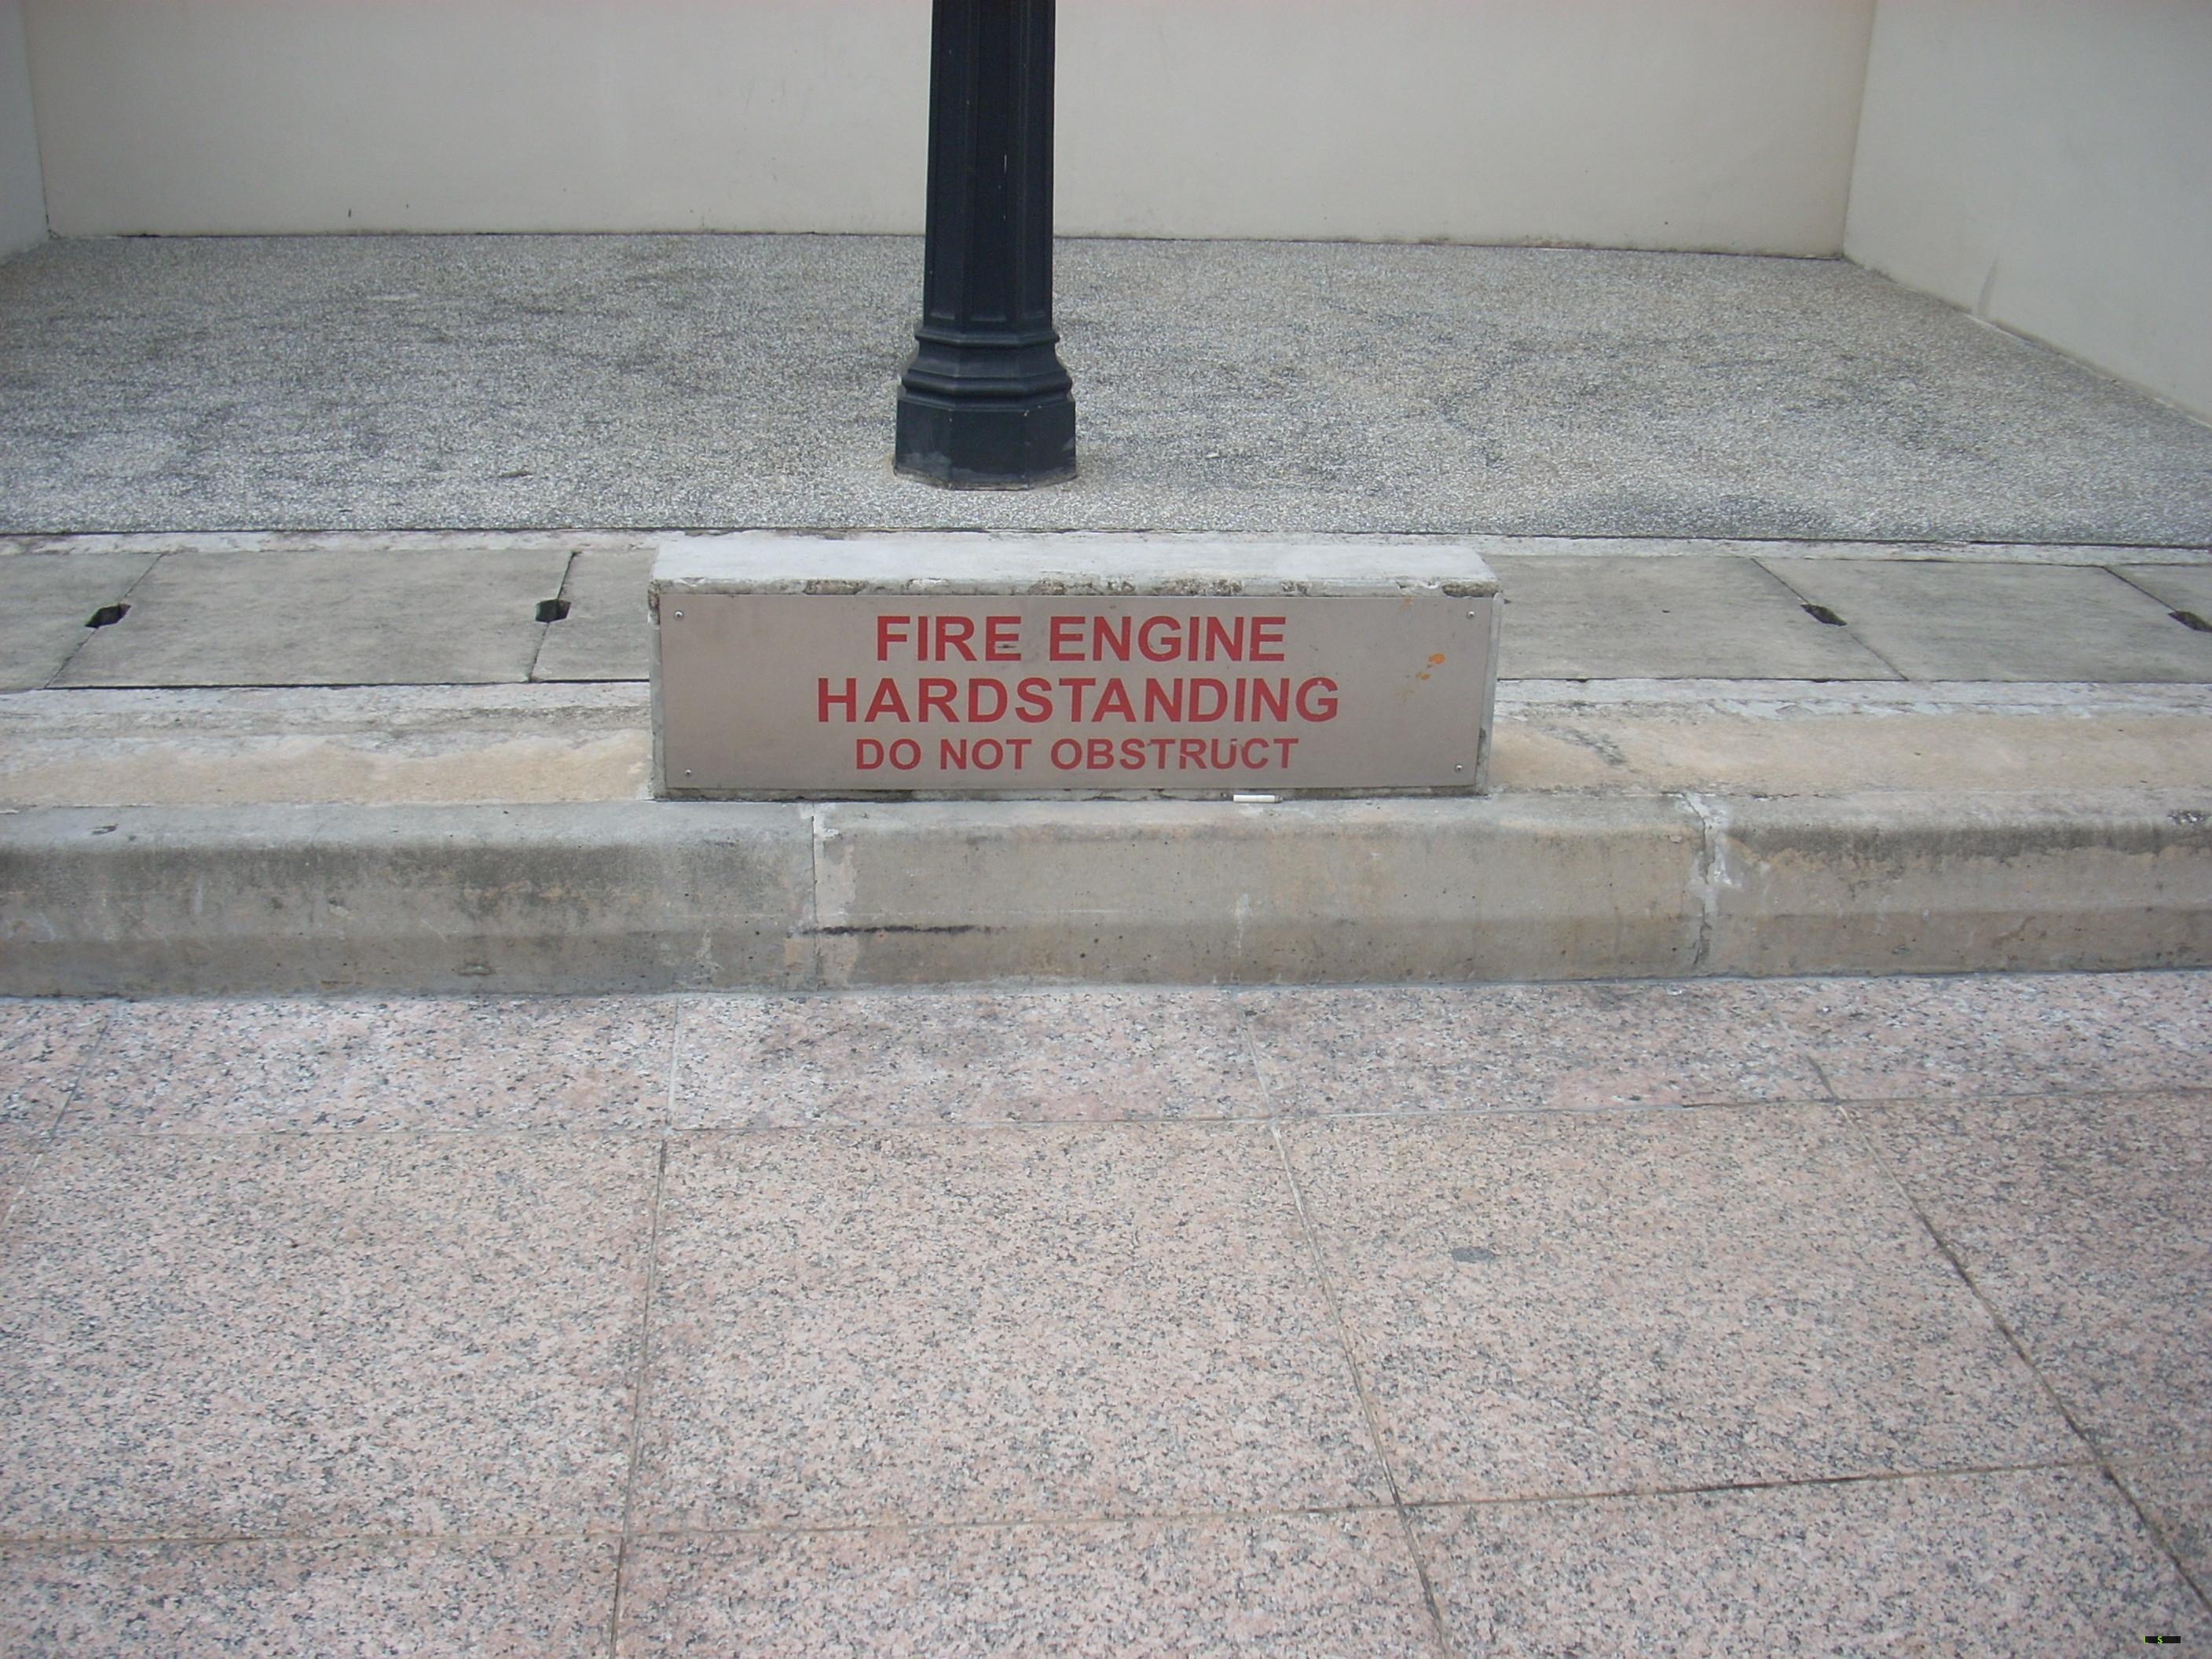 FIRE ENGINE
HARDSTANDING
DO NOT OBSTRUCT